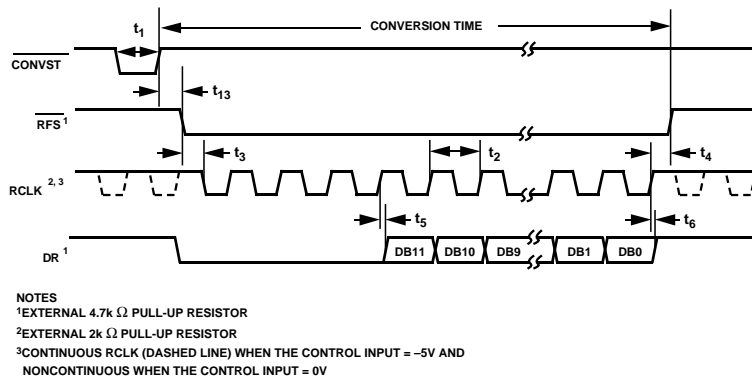 t1
CONVERSION TIME
CONVST
t13
RFS 1
t3
t2
t4
RCLK 2, 3
t5
t6
DR 1
DB11 DB10 DB9 DB1 DB0
NOTES
1EXTERNAL 4.7k Ω PULL-UP RESISTOR
2EXTERNAL 2k Ω PULL-UP RESISTOR
3CONTINUOUS RCLK (DASHED LINE) WHEN THE CONTROL INPUT = –5V AND
NONCONTINUOUS WHEN THE CONTROL INPUT = 0V